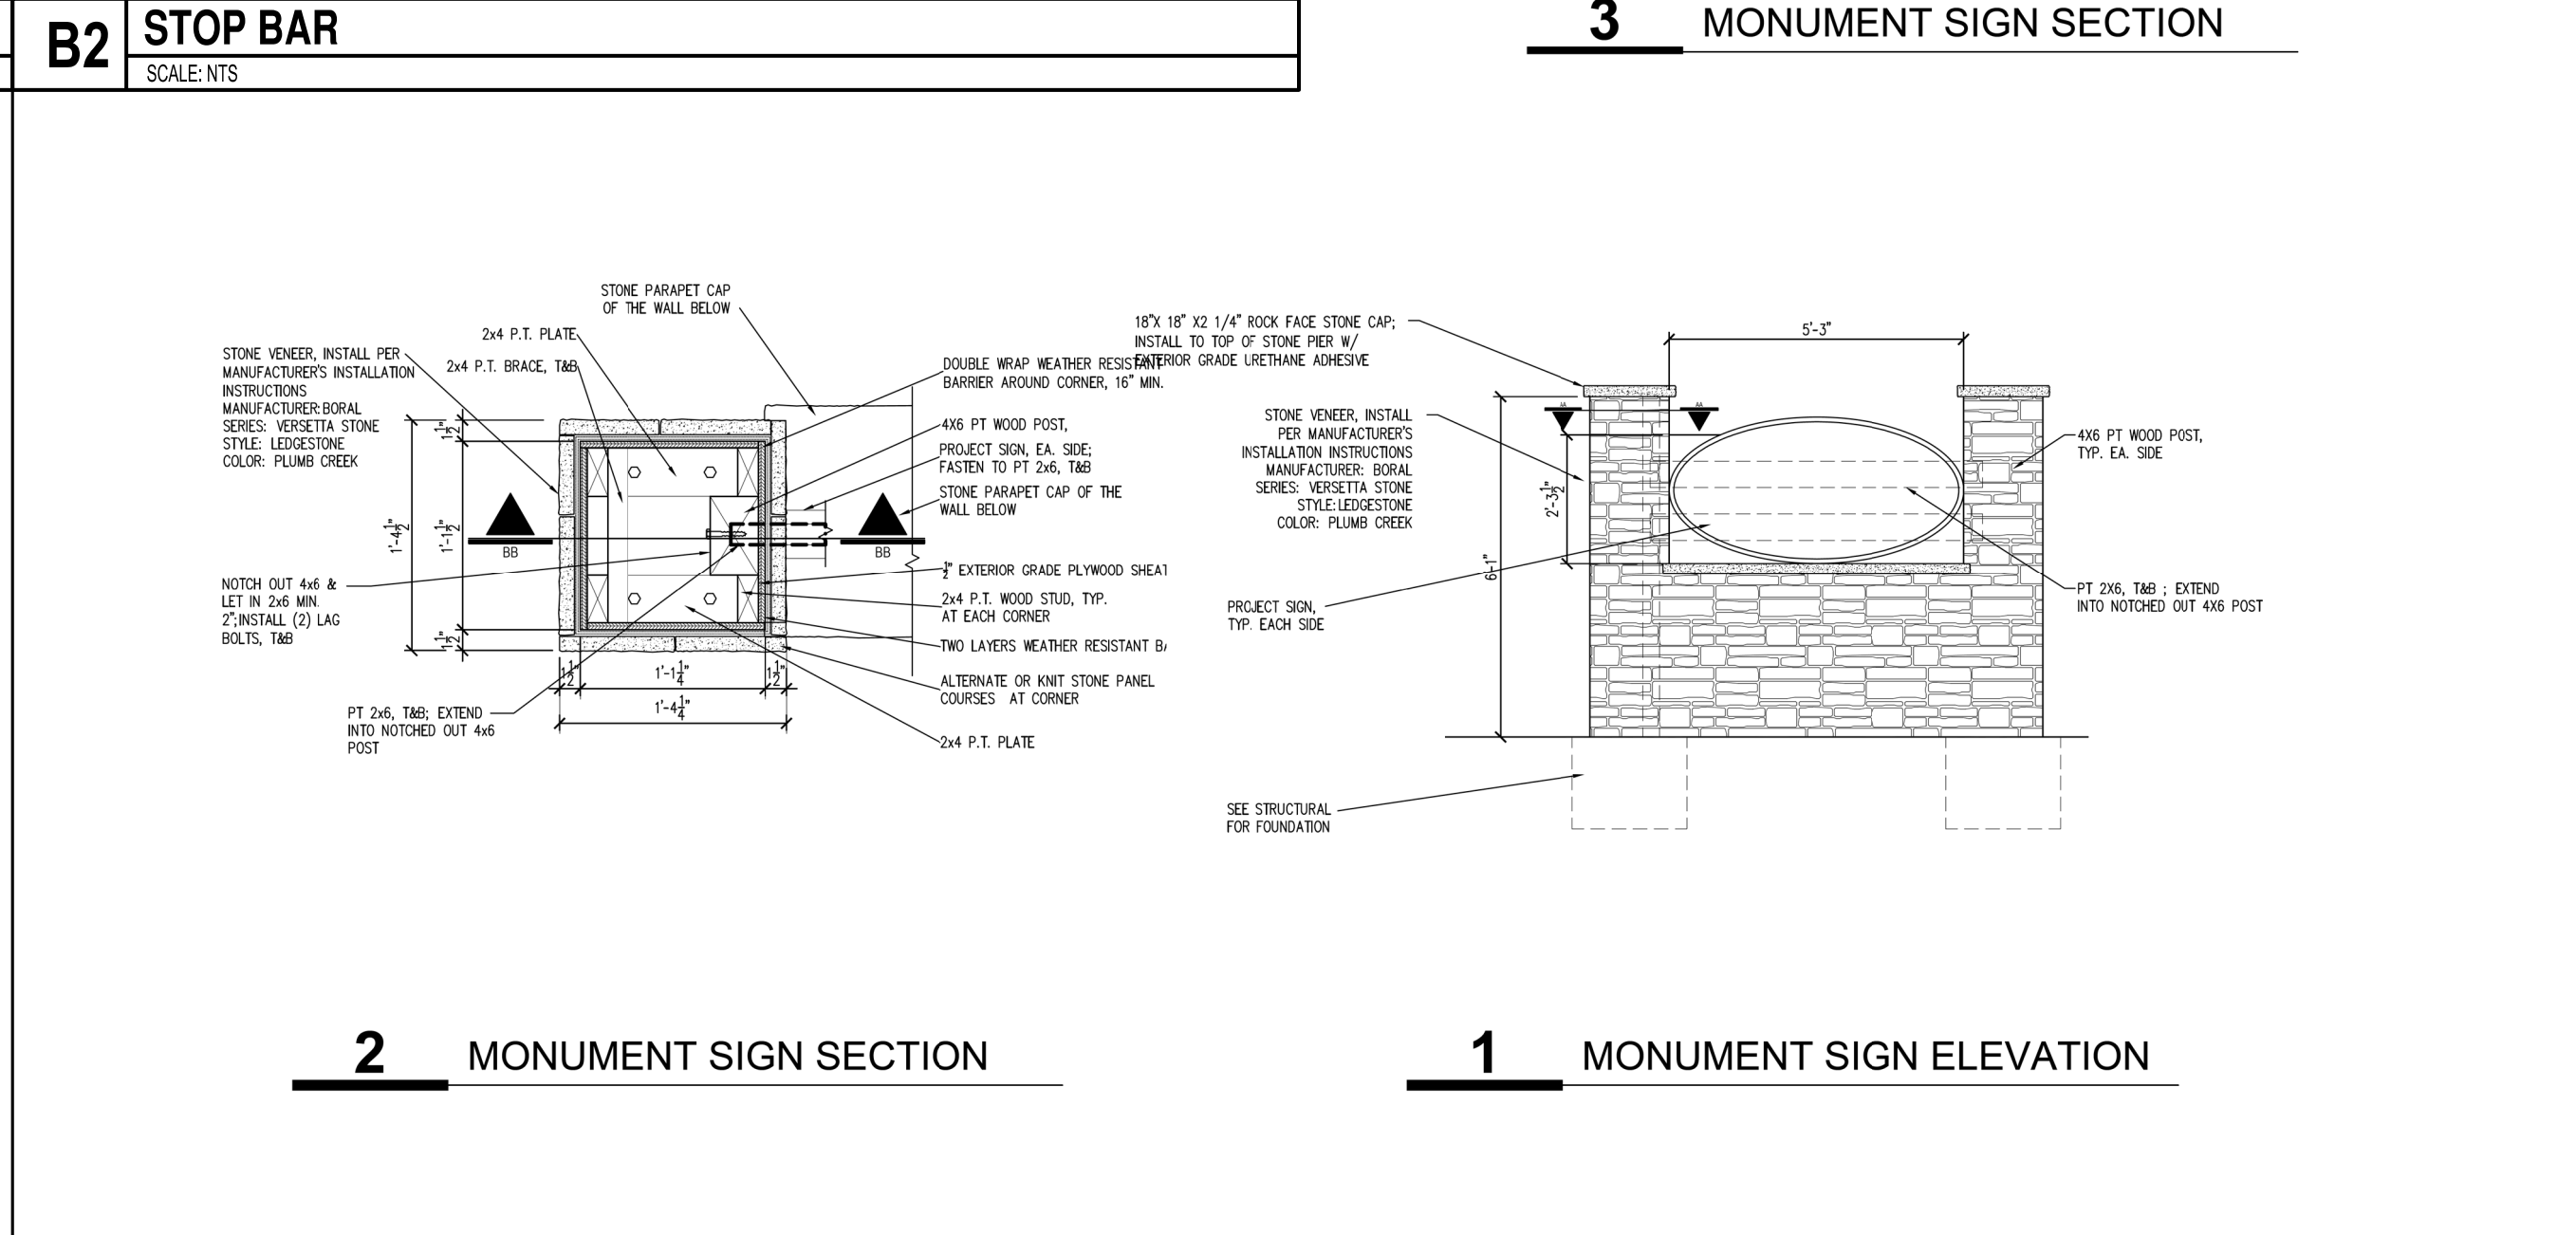 B2
STOP BAR
SCALE: NTS
3
MONUMENT SIGN SECTION
STONE PARAPET CAP
OF THE WALL BELOW
2x4 P.T. PLATE
2x4 P.T. BRACE, T&B
STONE VENEER, INSTALL PER
MANUFACTURER'S INSTALLATION
INSTRUCTIONS
MANUFACTURER: BORAL
SERIES: VERSETTA STONE
STYLE: LEDGESTONE
COLOR: PLUMB CREEK
1 1/2"
1'-1 1/2"
1'-4 1/2"
1 1/2"
BB
BB
NOTCH OUT 4x6 &
LET IN 2x6 MIN.
2"; INSTALL (2) LAG
BOLTS, T&B
PT 2x6, T&B; EXTEND
INTO NOTCHED OUT 4x6
POST
1 1/2"
1'-1 1/4"
1 1/2"
1'-4 1/4"
DOUBLE WRAP WEATHER RESISTANT
BARRIER AROUND CORNER, 16" MIN.
4X6 PT WOOD POST,
PROJECT SIGN, EA. SIDE;
FASTEN TO PT 2x6, T&B
STONE PARAPET CAP OF THE
WALL BELOW
1/2" EXTERIOR GRADE PLYWOOD SHEAT
2x4 P.T. WOOD STUD, TYP.
AT EACH CORNER
TWO LAYERS WEATHER RESISTANT BA
ALTERNATE OR KNIT STONE PANEL
COURSES AT CORNER
2x4 P.T. PLATE
2
MONUMENT SIGN SECTION
18"X 18" X2 1/4" ROCK FACE STONE CAP;
INSTALL TO TOP OF STONE PIER W/
EXTERIOR GRADE URETHANE ADHESIVE
STONE VENEER, INSTALL
PER MANUFACTURER'S
INSTALLATION INSTRUCTIONS
MANUFACTURER: BORAL
SERIES: VERSETTA STONE
STYLE: LEDGESTONE
COLOR: PLUMB CREEK
5'-3"
AA
AA
2'-3 1/2"
6'-1"
4X6 PT WOOD POST,
TYP. EA. SIDE
PT 2X6, T&B ; EXTEND
INTO NOTCHED OUT 4X6 POST
PROJECT SIGN,
TYP. EACH SIDE
SEE STRUCTURAL
FOR FOUNDATION
1
MONUMENT SIGN ELEVATION